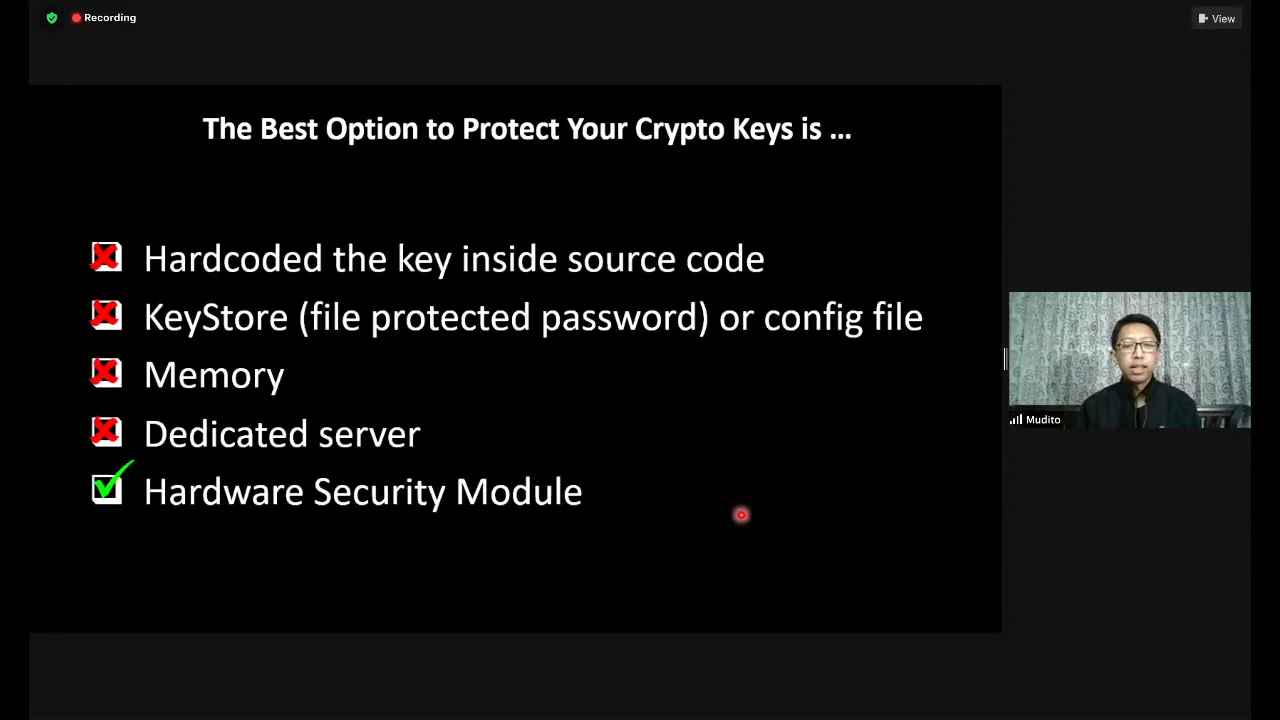 Recording
View
The Best Option to Protect Your Crypto Keys is ...
Hardcoded the key inside source code
KeyStore (file protected password) or config file
Memory
Dedicated server
Hardware Security Module
Mudito